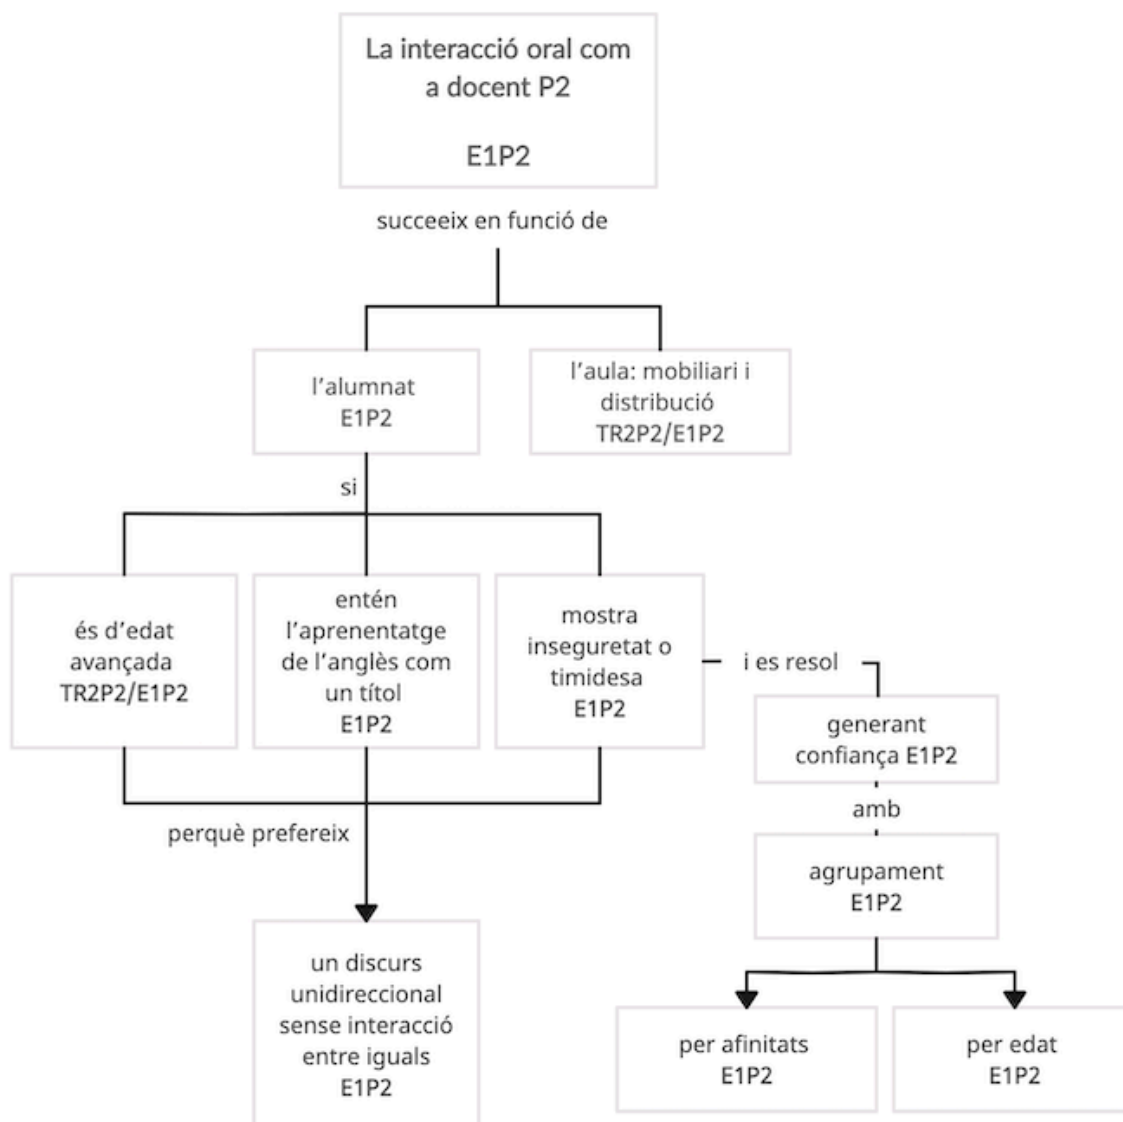 La interacció oral com
a docent P2
E1P2
succeeix en funció de
l’alumnat
E1P2
l’aula: mobiliari i
distribució
TR2P2/E1P2
si
és d’edat
avançada
TR2P2/E1P2
entén
l’aprenentatge
de l’anglès com
un títol
E1P2
mostra
inseguretat o
timidesa
E1P2
i es resol
generant
confiança E1P2
amb
agrupament
E1P2
perquè prefereix
un discurs
unidireccional
sense interacció
entre iguals
E1P2
per afinitats
E1P2
per edat
E1P2